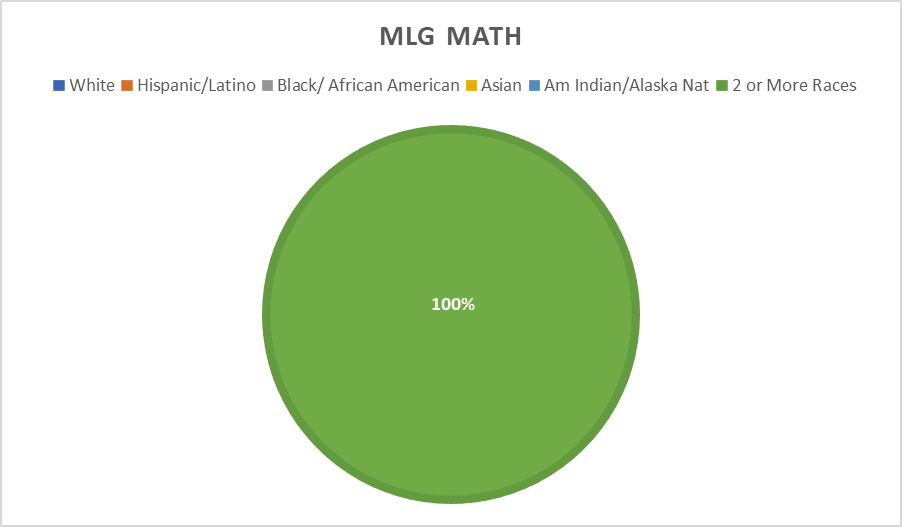 MLG MATH
White Hispanic/Latino Black/ African American Asian Am Indian/Alaska Nat 2 or More Races
100%